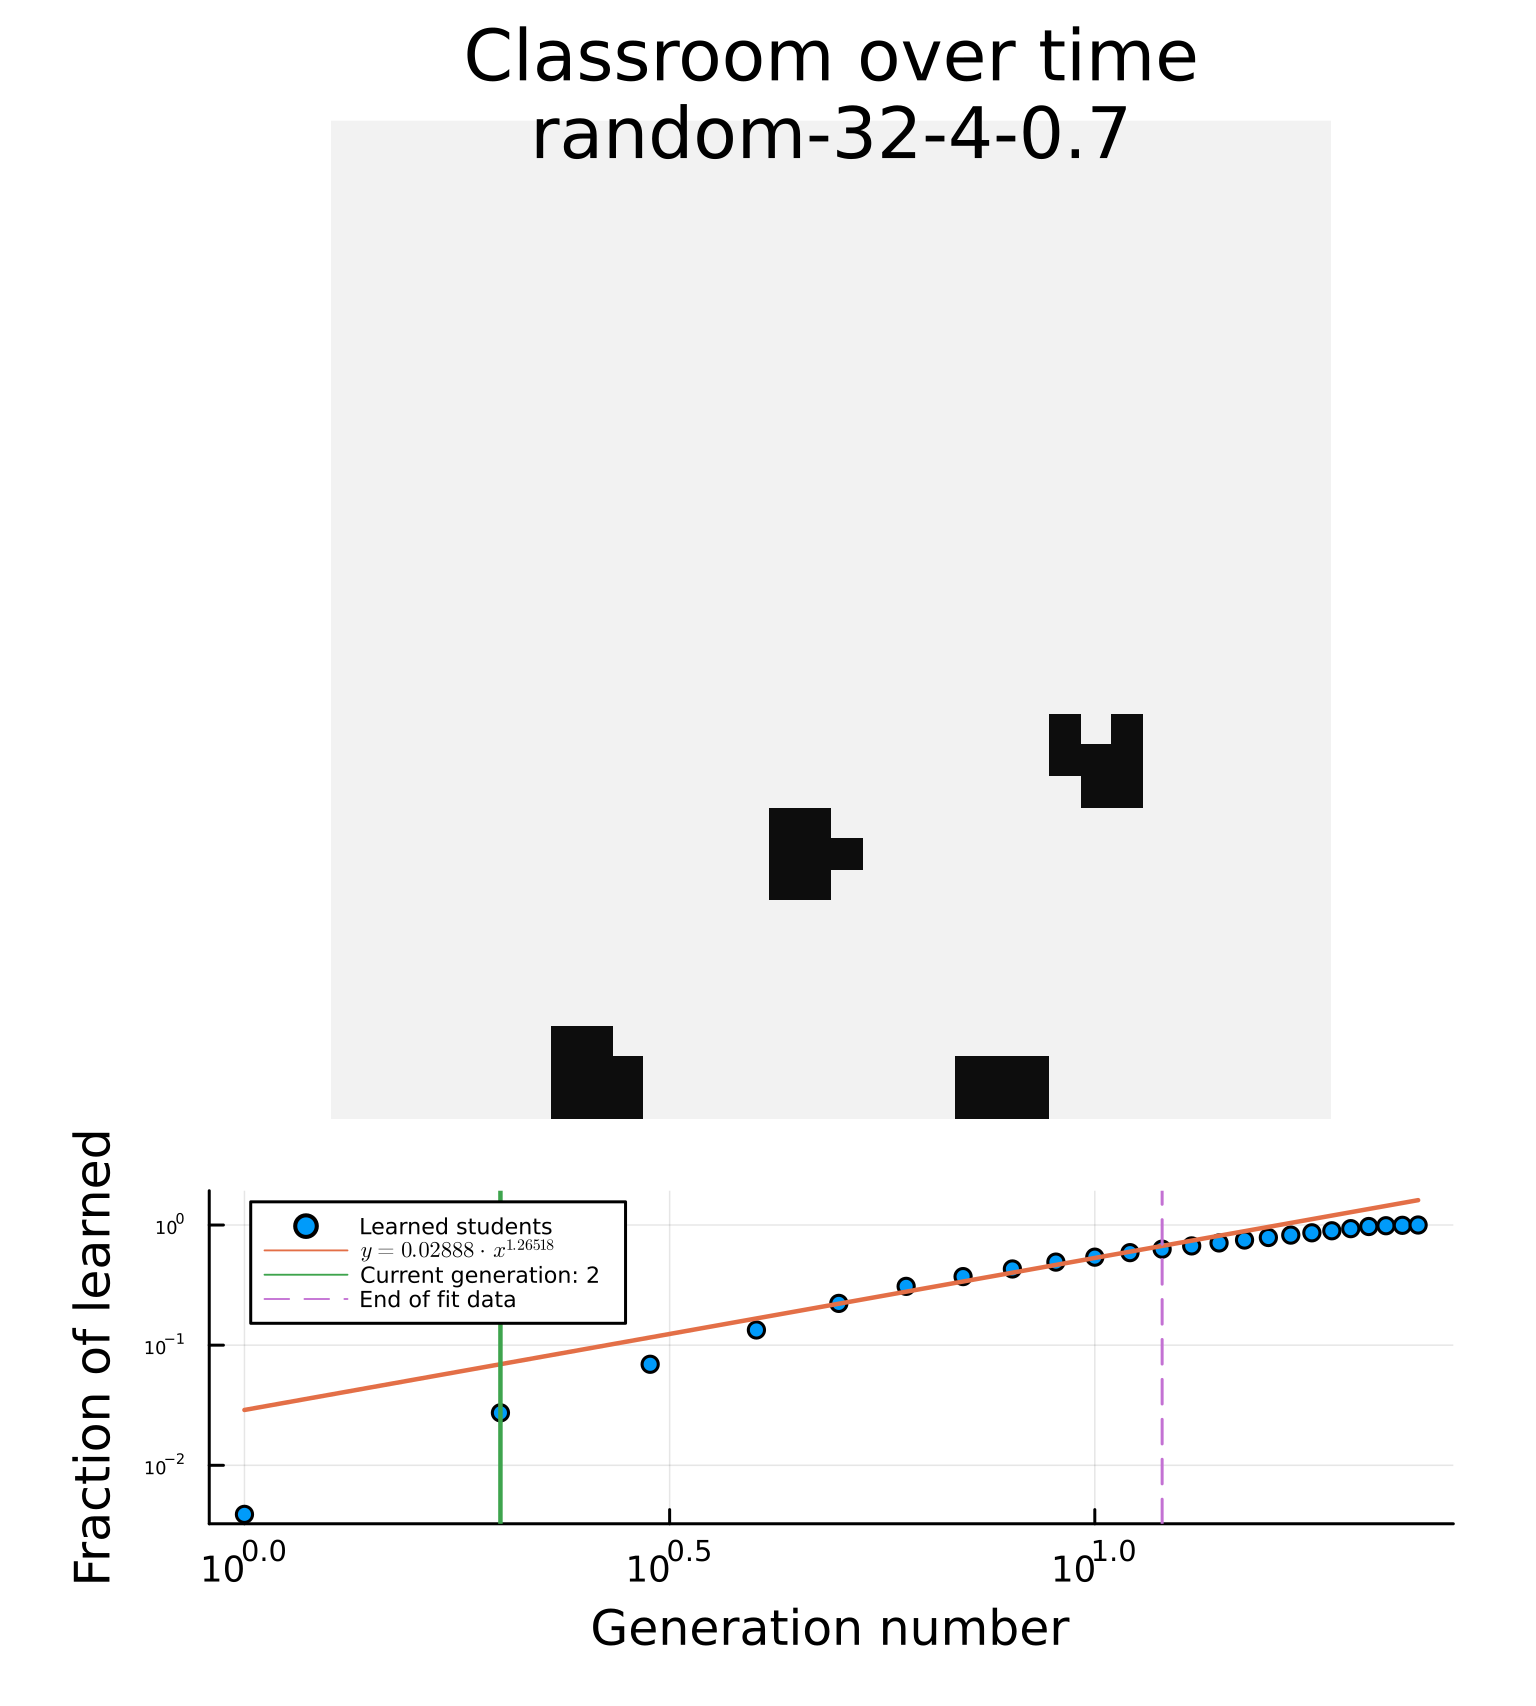 Classroom over time
random-32-4-0.7
Fraction of learned
10^0
10^−1
10^−2
Learned students
y = 0.02888 · x^1.26518
Current generation: 2
End of fit data
10^0.0
10^0.5
10^1.0
Generation number